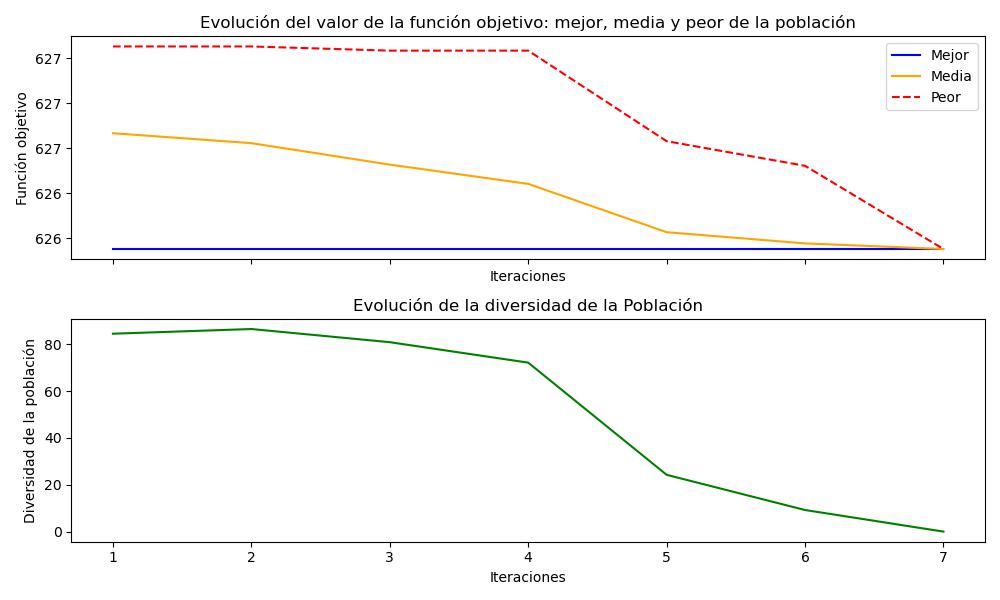 Evolución del valor de la función objetivo: mejor, media y peor de la población
Función objetivo
627
627
627
626
626
Mejor
Media
Peor
Iteraciones
Evolución de la diversidad de la Población
Diversidad de la población
80
60
40
20
0
1 2 3 4 5 6 7
Iteraciones